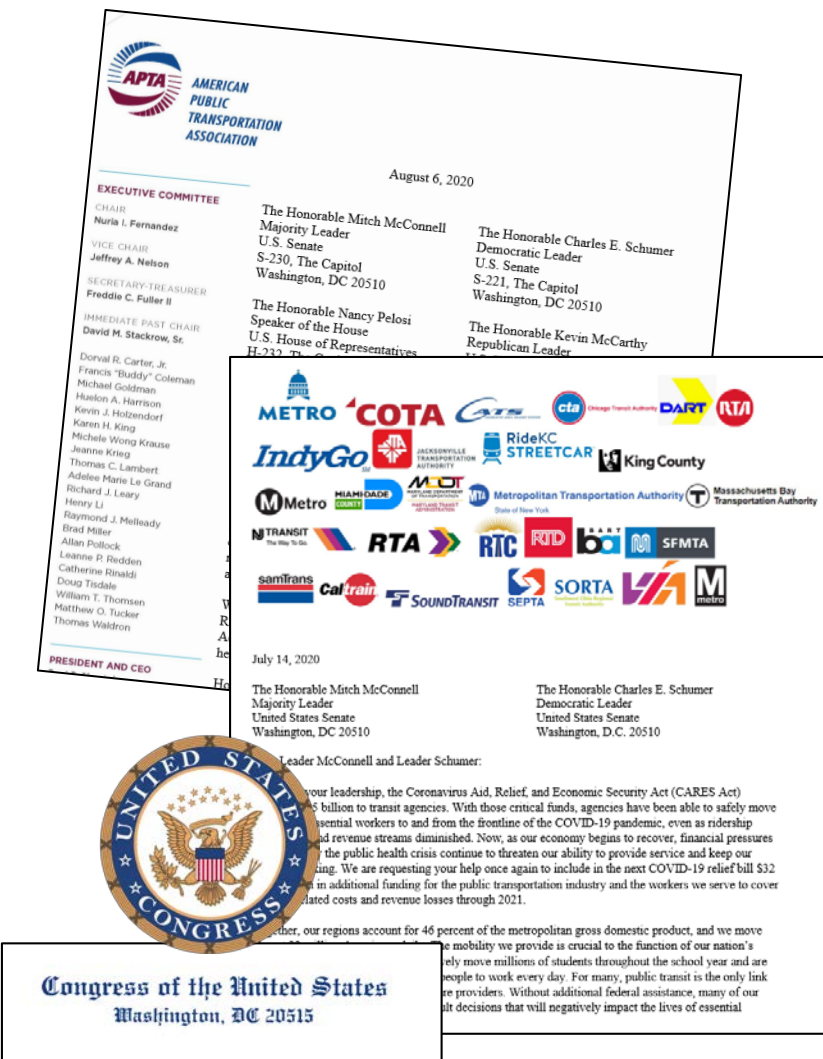 APTA
AMERICAN
PUBLIC
TRANSPORTATION
ASSOCIATION
August 6, 2020
EXECUTIVE COMMITTEE
CHAIR
Nuria I. Fernandez
VICE CHAIR
Jeffrey A. Nelson
SECRETARY-TREASURER
Freddie C. Fuller II
IMMEDIATE PAST CHAIR
David M. Stackrow, Sr.
Dorval R. Carter, Jr.
Francis "Buddy" Coleman
Michael Goldman
Huelon A. Harrison
Kevin J. Holzendorf
Karen H. King
Michele Wong Krause
Jeanne Krieg
Thomas C. Lambert
Adelee Marie Le Grand
Richard J. Leary
Henry Li
Raymond J. Melleady
Brad Miller
Allan Pollock
Leanne P. Redden
Catherine Rinaldi
Doug Tisdale
William T. Thomsen
Matthew O. Tucker
Thomas Waldron
PRESIDENT AND CEO
The Honorable Mitch McConnell
Majority Leader
U.S. Senate
S-230, The Capitol
Washington, DC 20510
The Honorable Charles E. Schumer
Democratic Leader
U.S. Senate
S-221, The Capitol
Washington, DC 20510
The Honorable Nancy Pelosi
Speaker of the House
U.S. House of Representatives
H-232, The
The Honorable Kevin McCarthy
Republican Leader
METRO COTA CATS cta Chicago Transit Authority DART RTA
IndyGo JACKSONVILLE TRANSPORTATION AUTHORITY RideKC STREETCAR King County
Metro MIAMI-DADE COUNTY MDOT MARYLAND DEPARTMENT OF TRANSPORTATION MARYLAND TRANSIT ADMINISTRATION MTA Metropolitan Transportation Authority State of New York T Massachusetts Bay Transportation Authority
NJ TRANSIT The Way To Go. RTA RTC RTD BART ba M SFMTA
samTrans Caltrain SOUNDTRANSIT SEPTA SORTA VIA M metro
July 14, 2020
The Honorable Mitch McConnell
Majority Leader
United States Senate
Washington, DC 20510
The Honorable Charles E. Schumer
Democratic Leader
United States Senate
Washington, D.C. 20510
Leader McConnell and Leader Schumer:
your leadership, the Coronavirus Aid, Relief, and Economic Security Act (CARES Act)
5 billion to transit agencies. With those critical funds, agencies have been able to safely move
essential workers to and from the frontline of the COVID-19 pandemic, even as ridership
nd revenue streams diminished. Now, as our economy begins to recover, financial pressures
the public health crisis continue to threaten our ability to provide service and keep our
king. We are requesting your help once again to include in the next COVID-19 relief bill $32
in additional funding for the public transportation industry and the workers we serve to cover
lated costs and revenue losses through 2021.
ther, our regions account for 46 percent of the metropolitan gross domestic product, and we move
he mobility we provide is crucial to the function of our nation's
vely move millions of students throughout the school year and are
people to work every day. For many, public transit is the only link
re providers. Without additional federal assistance, many of our
ult decisions that will negatively impact the lives of essential
UNITED STATES
CONGRESS
Congress of the United States
Washington, DC 20515